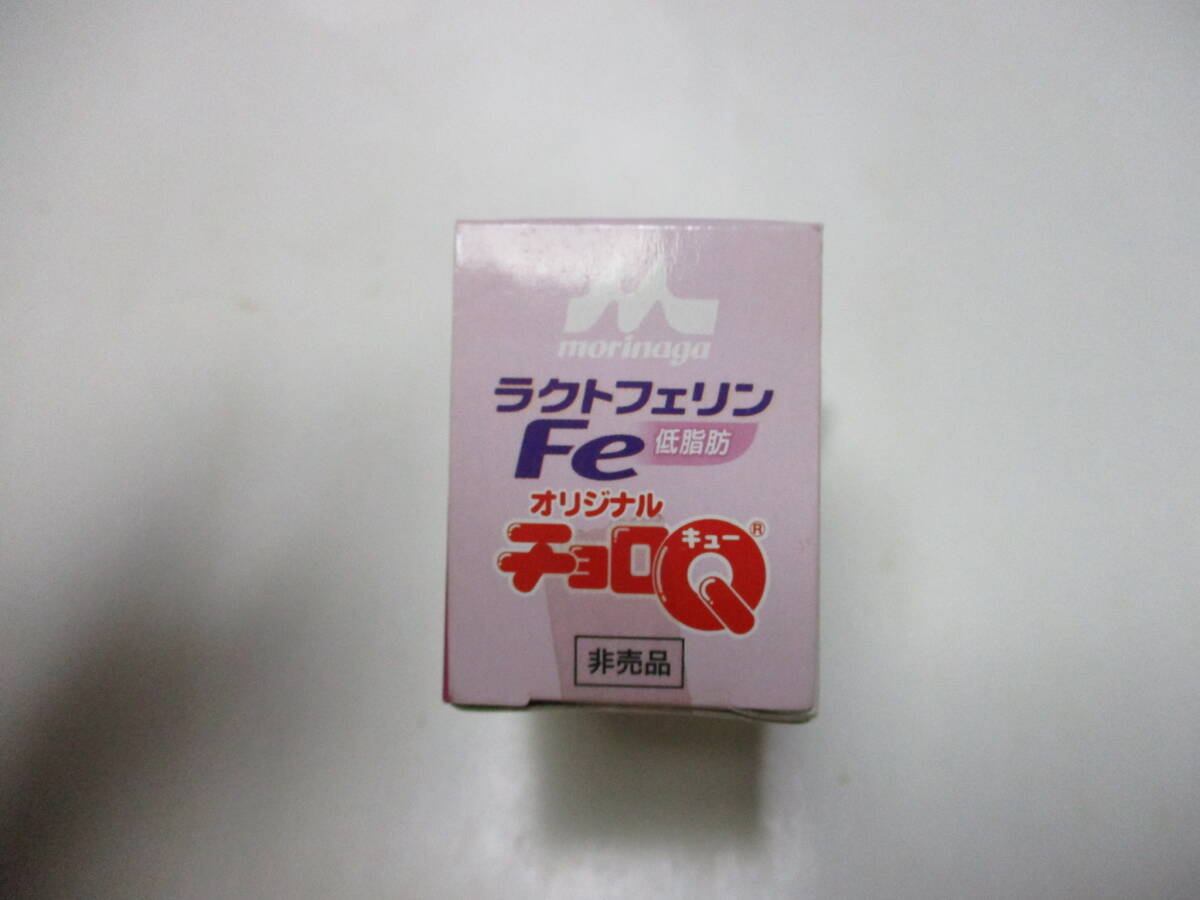 morinaga
ラクトフェリン
Fe 低脂肪
オリジナル
チョロQ キュー ®
非売品